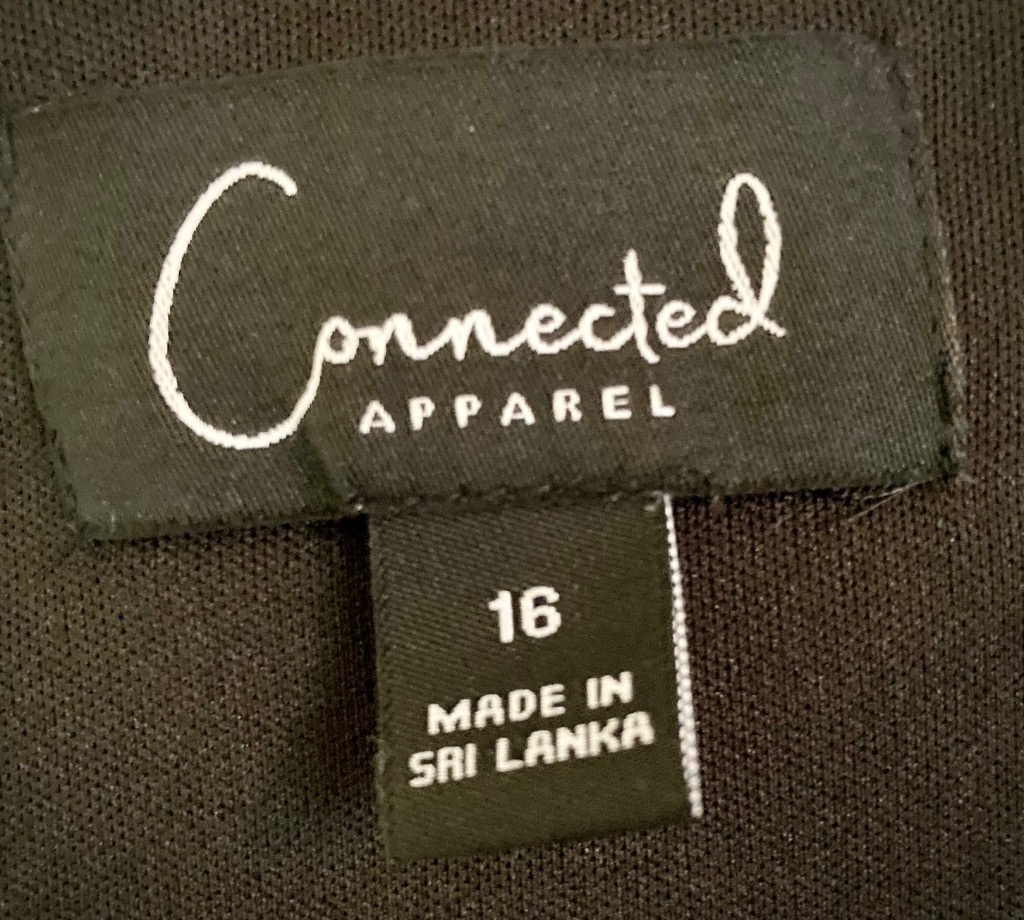 Connected
APPAREL
16
MADE IN
SRI LANKA